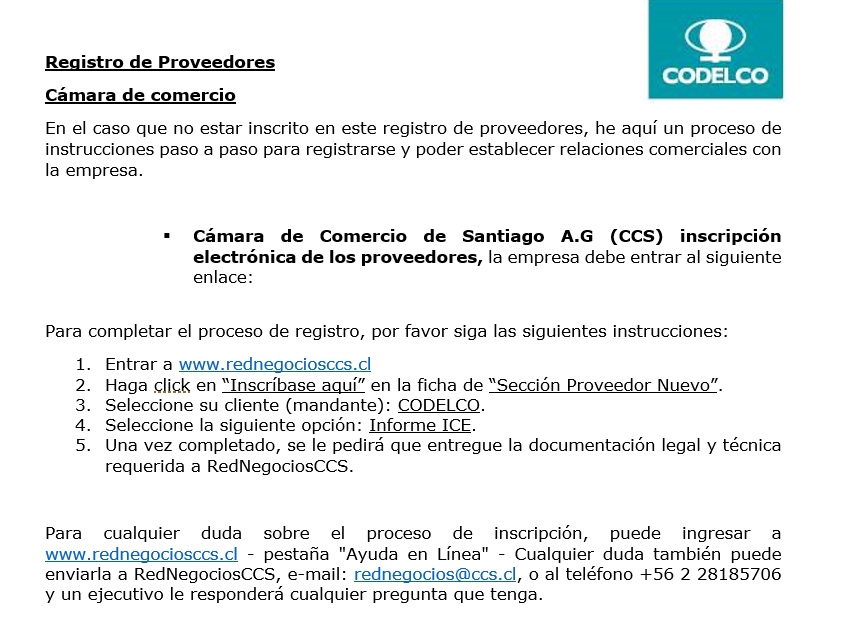 CODELCO
Registro de Proveedores
Cámara de comercio
En el caso que no estar inscrito en este registro de proveedores, he aquí un proceso de
instrucciones paso a paso para registrarse y poder establecer relaciones comerciales con
la empresa.
▪ Cámara de Comercio de Santiago A.G (CCS) inscripción
electrónica de los proveedores, la empresa debe entrar al siguiente
enlace:
Para completar el proceso de registro, por favor siga las siguientes instrucciones:
1. Entrar a www.rednegociosccs.cl
2. Haga click en “Inscríbase aquí” en la ficha de “Sección Proveedor Nuevo”.
3. Seleccione su cliente (mandante): CODELCO.
4. Seleccione la siguiente opción: Informe ICE.
5. Una vez completado, se le pedirá que entregue la documentación legal y técnica
requerida a RedNegociosCCS.
Para cualquier duda sobre el proceso de inscripción, puede ingresar a
www.rednegociosccs.cl - pestaña "Ayuda en Línea" - Cualquier duda también puede
enviarla a RedNegociosCCS, e-mail: rednegocios@ccs.cl, o al teléfono +56 2 28185706
y un ejecutivo le responderá cualquier pregunta que tenga.